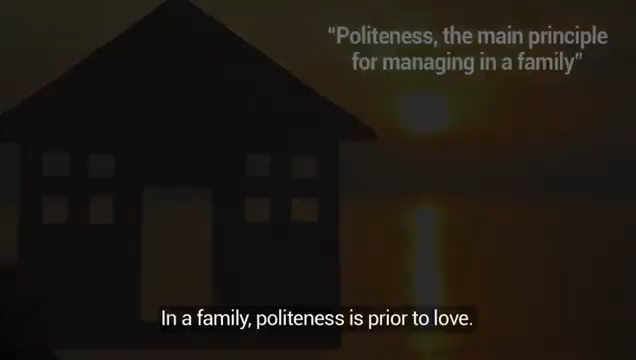 “Politeness, the main principle
for managing in a family”
In a family, politeness is prior to love.